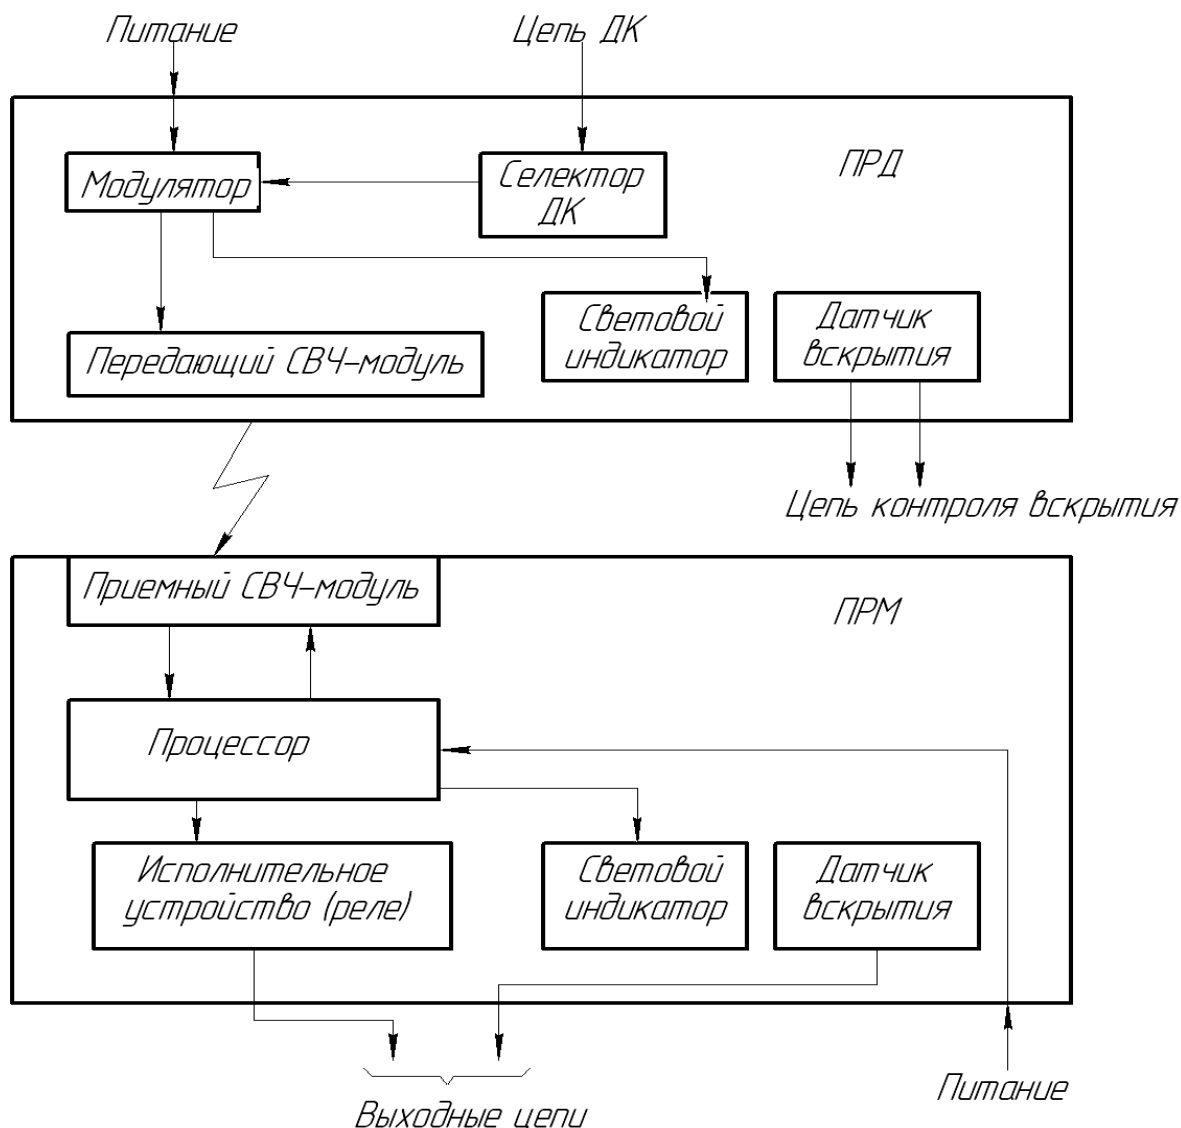 Питание
Цепь ДК
ПРД
Модулятор
Селектор
ДК
Передающий СВЧ-модуль
Световой
индикатор
Датчик
вскрытия
Цепь контроля вскрытия
Приемный СВЧ-модуль
ПРМ
Процессор
Исполнительное
устройство (реле)
Световой
индикатор
Датчик
вскрытия
Питание
Выходные цепи